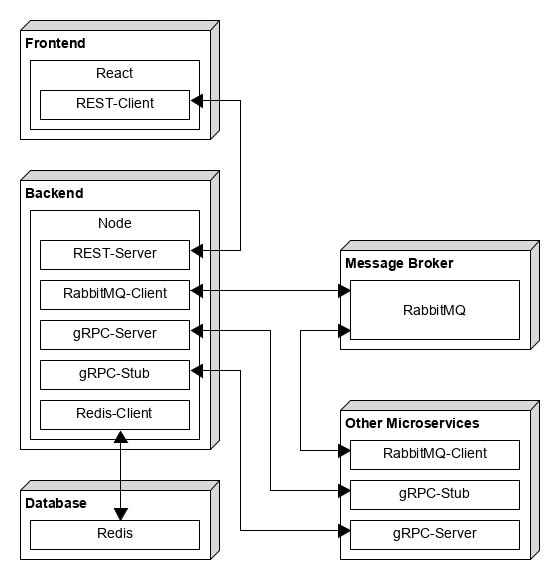 Frontend
React
REST-Client
Backend
Node
REST-Server
RabbitMQ-Client
gRPC-Server
gRPC-Stub
Redis-Client
Database
Redis
Message Broker
RabbitMQ
Other Microservices
RabbitMQ-Client
gRPC-Stub
gRPC-Server